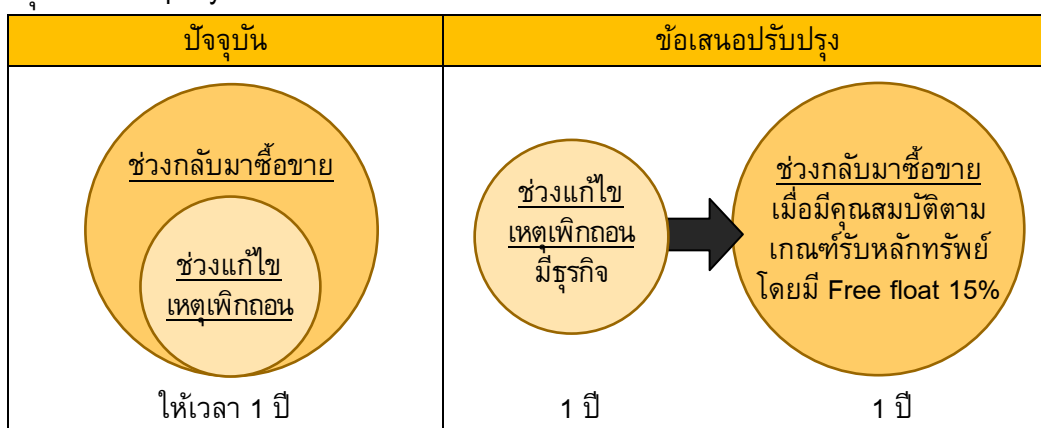 ปัจจุบัน
ข้อเสนอปรับปรุง
ช่วงกลับมาซื้อขาย
ช่วงแก้ไข
เหตุเพิกถอน
ให้เวลา 1 ปี
ช่วงแก้ไข
เหตุเพิกถอน
มีธุรกิจ
1 ปี
ช่วงกลับมาซื้อขาย
เมื่อมีคุณสมบัติตาม
เกณฑ์รับหลักทรัพย์
โดยมี Free float 15%
1 ปี